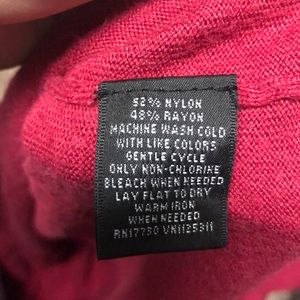 52% NYLON
48% RAYON
MACHINE WASH COLD
WITH LIKE COLORS
GENTLE CYCLE
ONLY NON-CHLORINE
BLEACH WHEN NEEDED
LAY FLAT TO DRY
WARM IRON
WHEN NEEDED
RN17730 VN1125311